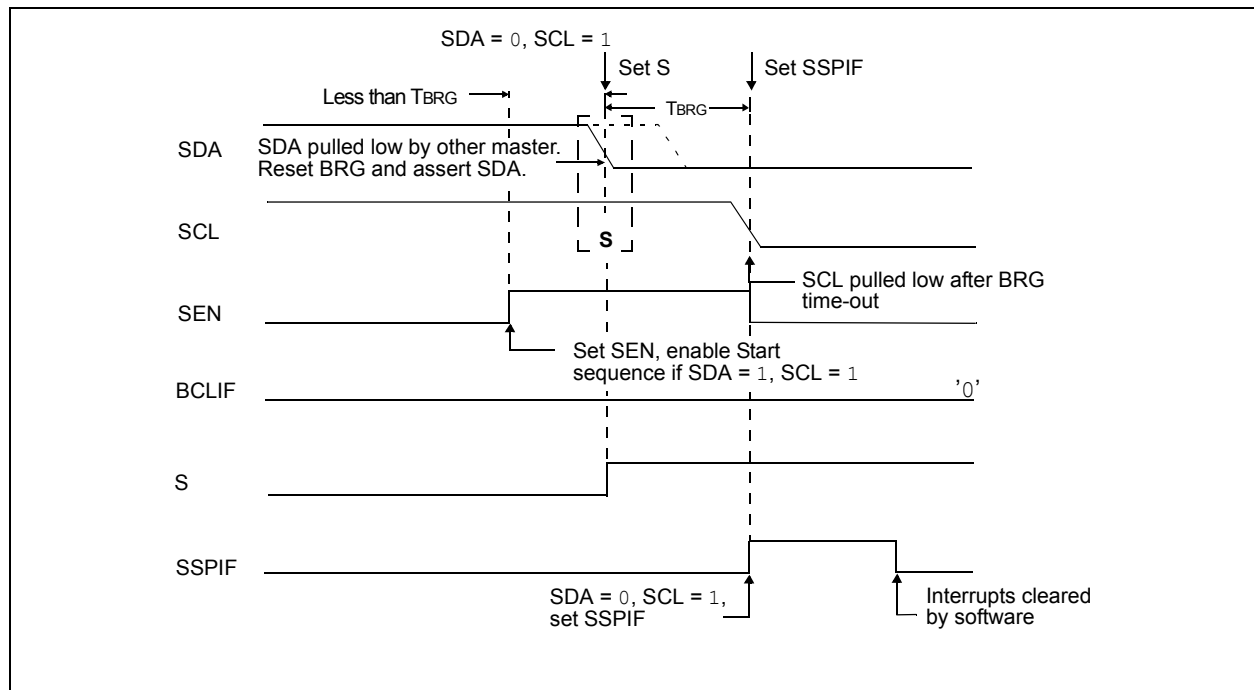 SDA = 0, SCL = 1
Set S
Set SSPIF
Less than TBRG
TBRG
SDA
SDA pulled low by other master.
Reset BRG and assert SDA.
SCL
S
SCL pulled low after BRG
time-out
SEN
Set SEN, enable Start
sequence if SDA = 1, SCL = 1
BCLIF
’0’
S
SSPIF
SDA = 0, SCL = 1,
set SSPIF
Interrupts cleared
by software